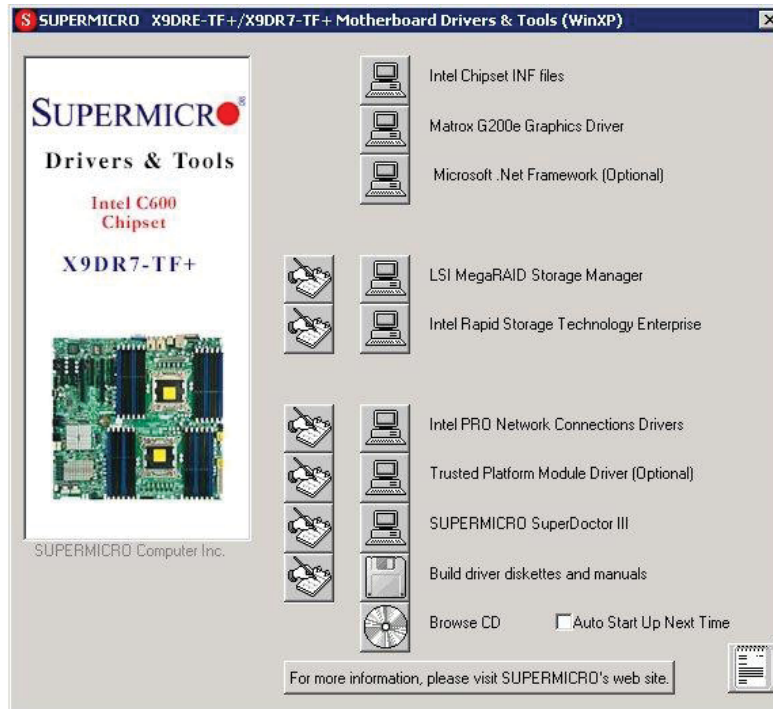 SUPERMICRO X9DRE-TF+/X9DR7-TF+ Motherboard Drivers & Tools (WinXP)
SUPERMICRO®
Drivers & Tools
Intel C600
Chipset
X9DR7-TF+
SUPERMICRO Computer Inc.
Intel Chipset INF files
Matrox G200e Graphics Driver
Microsoft .Net Framework (Optional)
LSI MegaRAID Storage Manager
Intel Rapid Storage Technology Enterprise
Intel PRO Network Connections Drivers
Trusted Platform Module Driver (Optional)
SUPERMICRO SuperDoctor III
Build driver diskettes and manuals
Browse CD
Auto Start Up Next Time
For more information, please visit SUPERMICRO's web site.